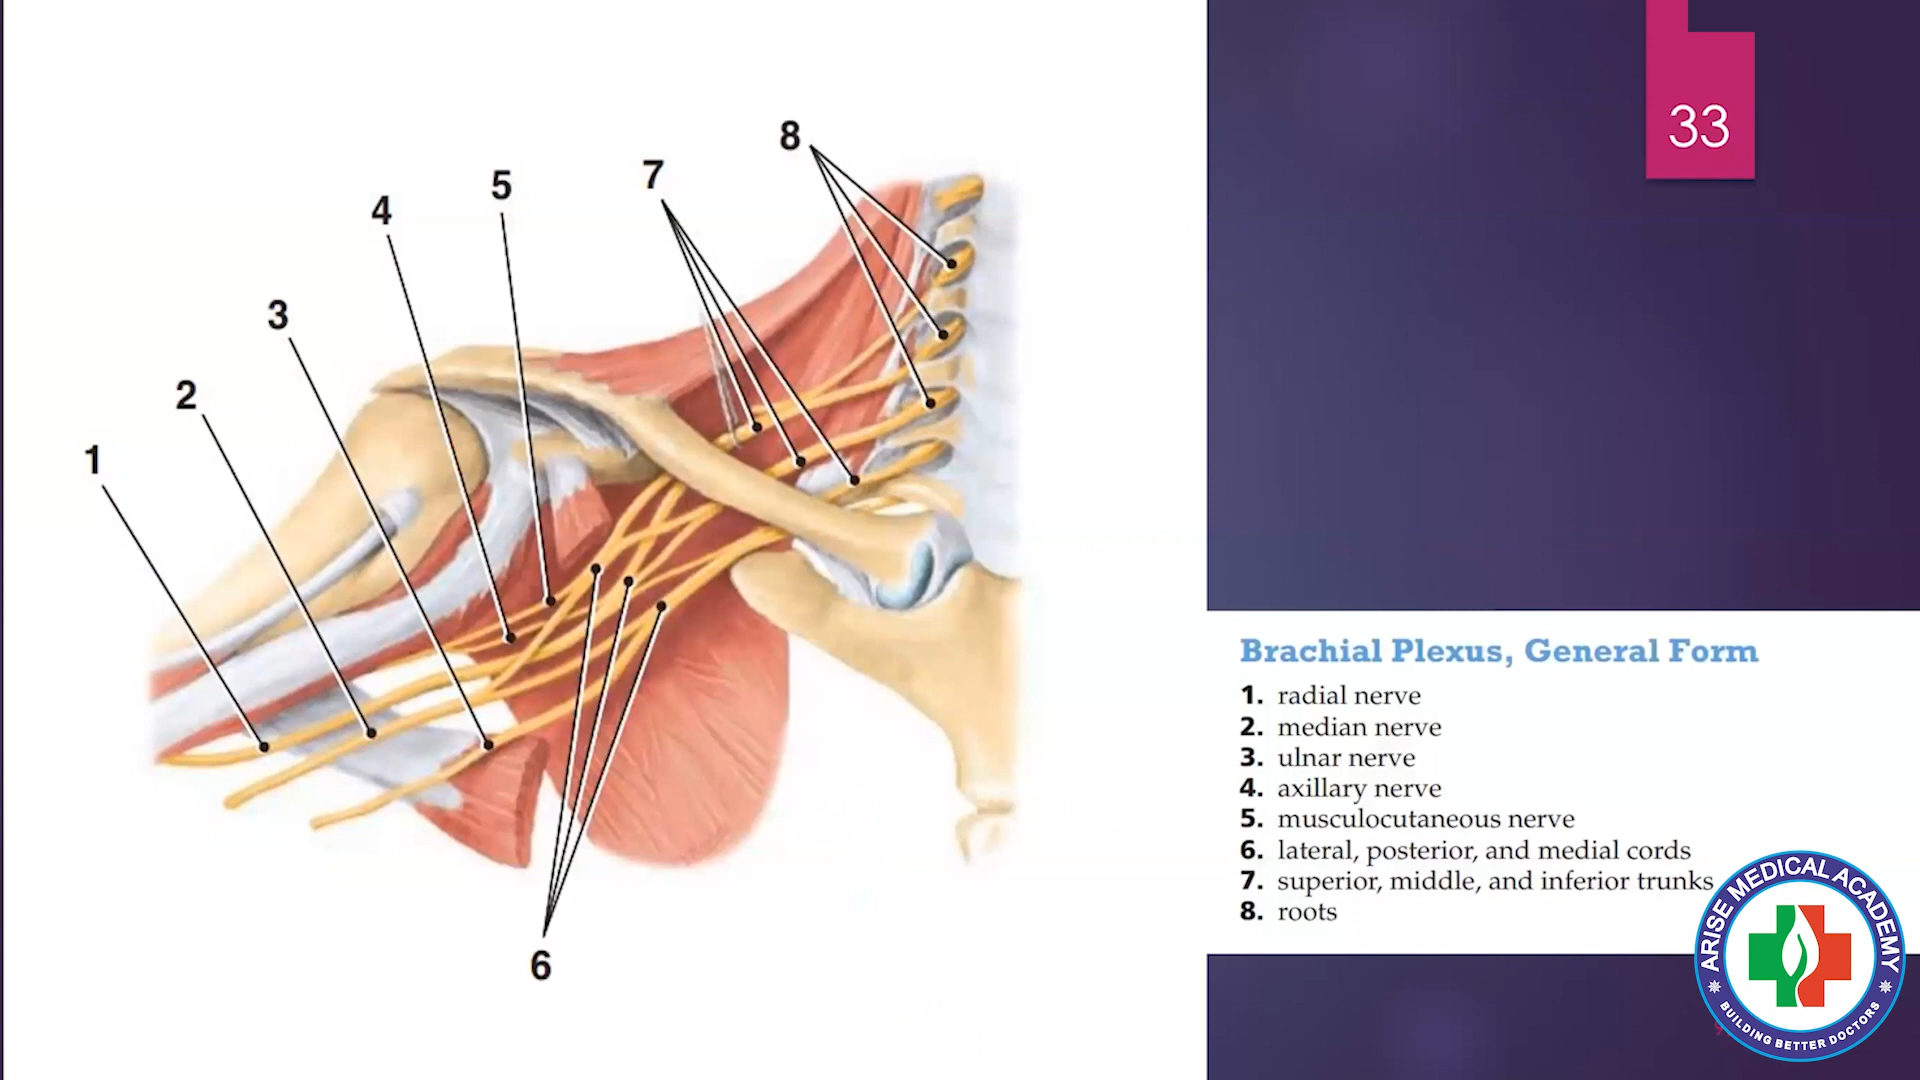 33
8
7
5
4
3
2
1
6
Brachial Plexus, General Form
1. radial nerve
2. median nerve
3. ulnar nerve
4. axillary nerve
5. musculocutaneous nerve
6. lateral, posterior, and medial cords
7. superior, middle, and inferior trunks
8. roots
ARISE MEDICAL ACADEMY
BUILDING BETTER DOCTORS